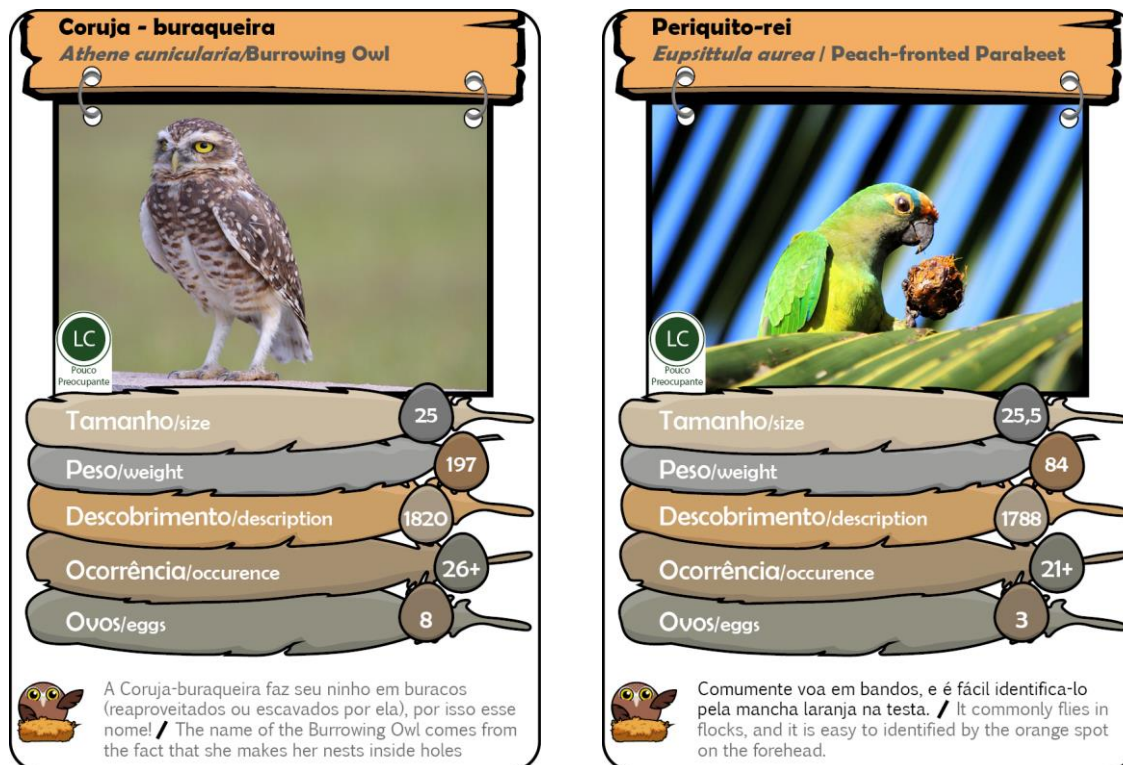 Coruja - buraqueira
Athene cunicularia/Burrowing Owl
LC
Pouco
Preocupante
Tamanho/size 25
Peso/weight 197
Descobrimento/description 1820
Ocorrência/occurence 26+
Ovos/eggs 8
A Coruja-buraqueira faz seu ninho em buracos
(reaproveitados ou escavados por ela), por isso esse
nome! / The name of the Burrowing Owl comes from
the fact that she makes her nests inside holes
Periquito-rei
Eupsittula aurea / Peach-fronted Parakeet
LC
Pouco
Preocupante
Tamanho/size 25,5
Peso/weight 84
Descobrimento/description 1788
Ocorrência/occurence 21+
Ovos/eggs 3
Comumente voa em bandos, e é fácil identifica-lo
pela mancha laranja na testa. / It commonly flies in
flocks, and it is easy to identified by the orange spot
on the forehead.